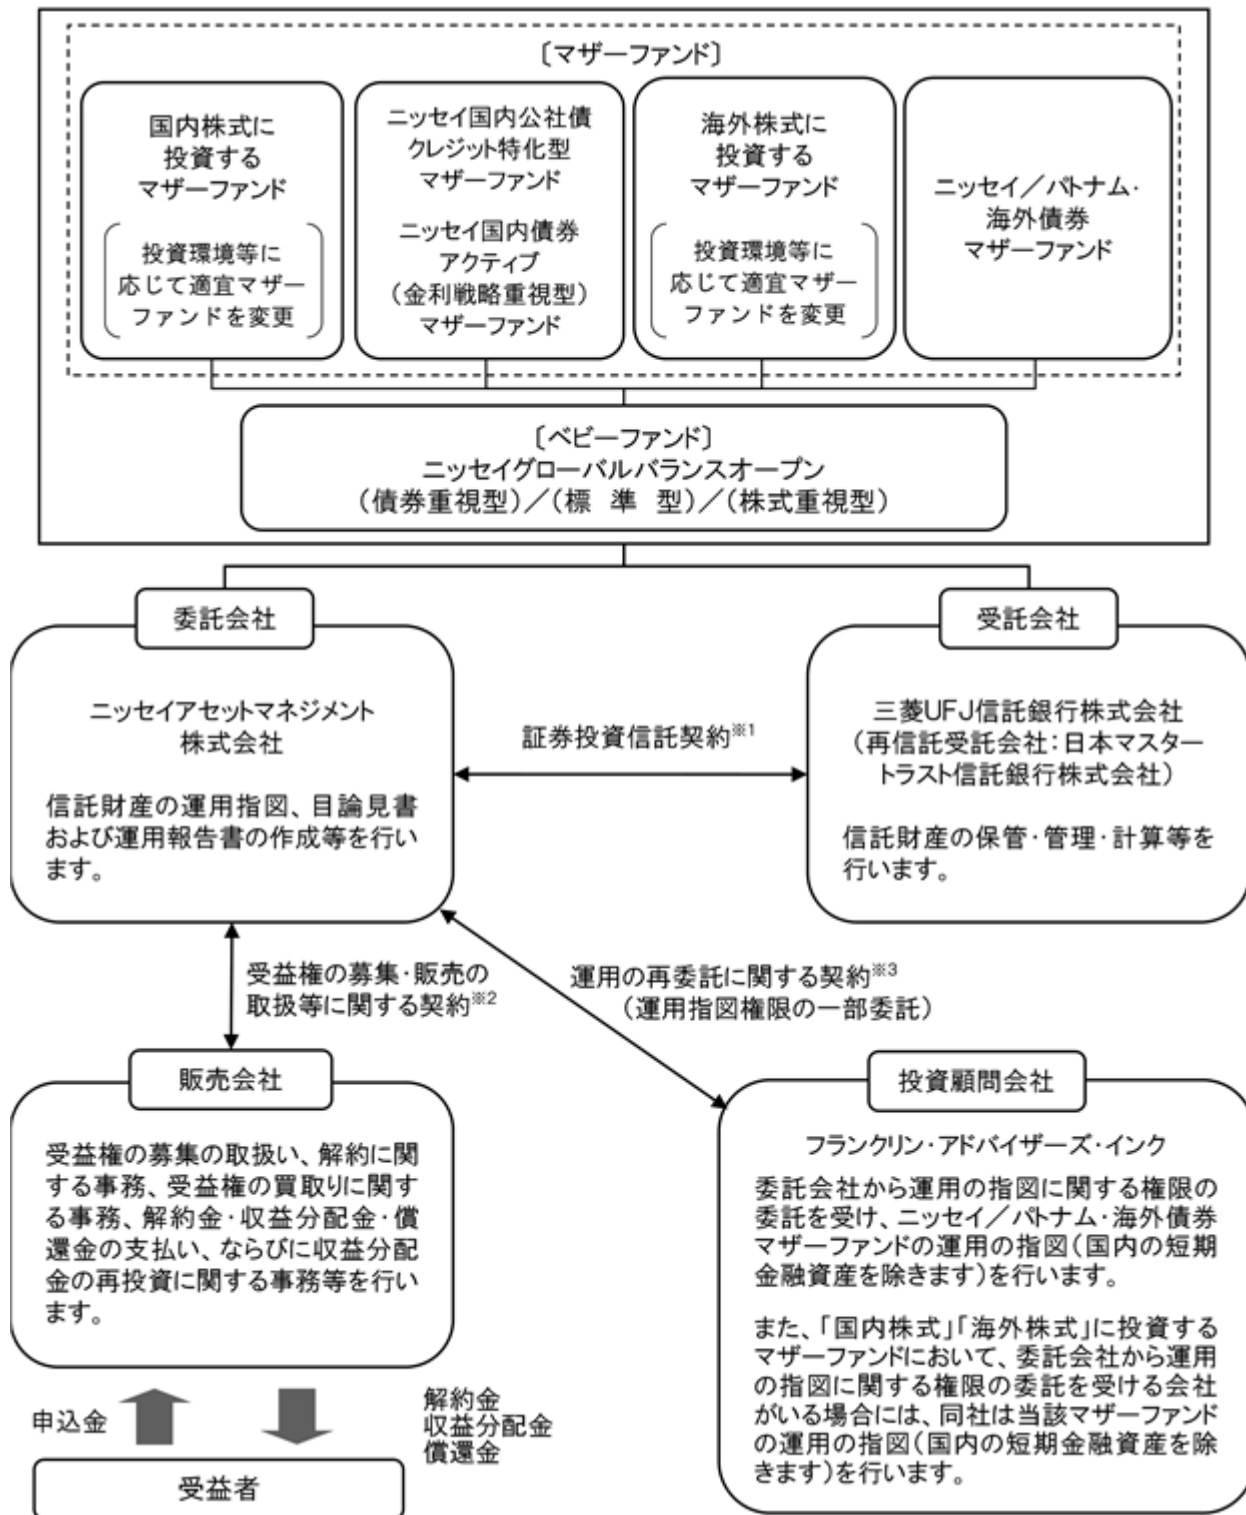 〔マザーファンド〕
国内株式に
投資する
マザーファンド
投資環境等に
応じて適宜マザー
ファンドを変更
ニッセイ国内公社債
クレジット特化型
マザーファンド
ニッセイ国内債券
アクティブ
（金利戦略重視型）
マザーファンド
海外株式に
投資する
マザーファンド
投資環境等に
応じて適宜マザー
ファンドを変更
ニッセイ／パトナム・
海外債券
マザーファンド
〔ベビーファンド〕
ニッセイグローバルバランスオープン
（債券重視型）／（標　準　型）／（株式重視型）
委託会社
ニッセイアセットマネジメント
株式会社
信託財産の運用指図、目論見書
および運用報告書の作成等を行い
ます。
証券投資信託契約※1
受託会社
三菱UFJ信託銀行株式会社
（再信託受託会社：日本マスター
トラスト信託銀行株式会社）
信託財産の保管・管理・計算等を
行います。
受益権の募集・販売の
取扱等に関する契約※2
運用の再委託に関する契約※3
（運用指図権限の一部委託）
販売会社
受益権の募集の取扱い、解約に関
する事務、受益権の買取りに関す
る事務、解約金・収益分配金・償
還金の支払い、ならびに収益分配
金の再投資に関する事務等を行い
ます。
投資顧問会社
フランクリン・アドバイザーズ・インク
委託会社から運用の指図に関する権限の
委託を受け、ニッセイ／パトナム・海外債券
マザーファンドの運用の指図（国内の短期
金融資産を除きます）を行います。
また、「国内株式」「海外株式」に投資する
マザーファンドにおいて、委託会社から運用
の指図に関する権限の委託を受ける会社
がいる場合には、同社は当該マザーファンド
の運用の指図（国内の短期金融資産を除
きます）を行います。
申込金
解約金
収益分配金
償還金
受益者